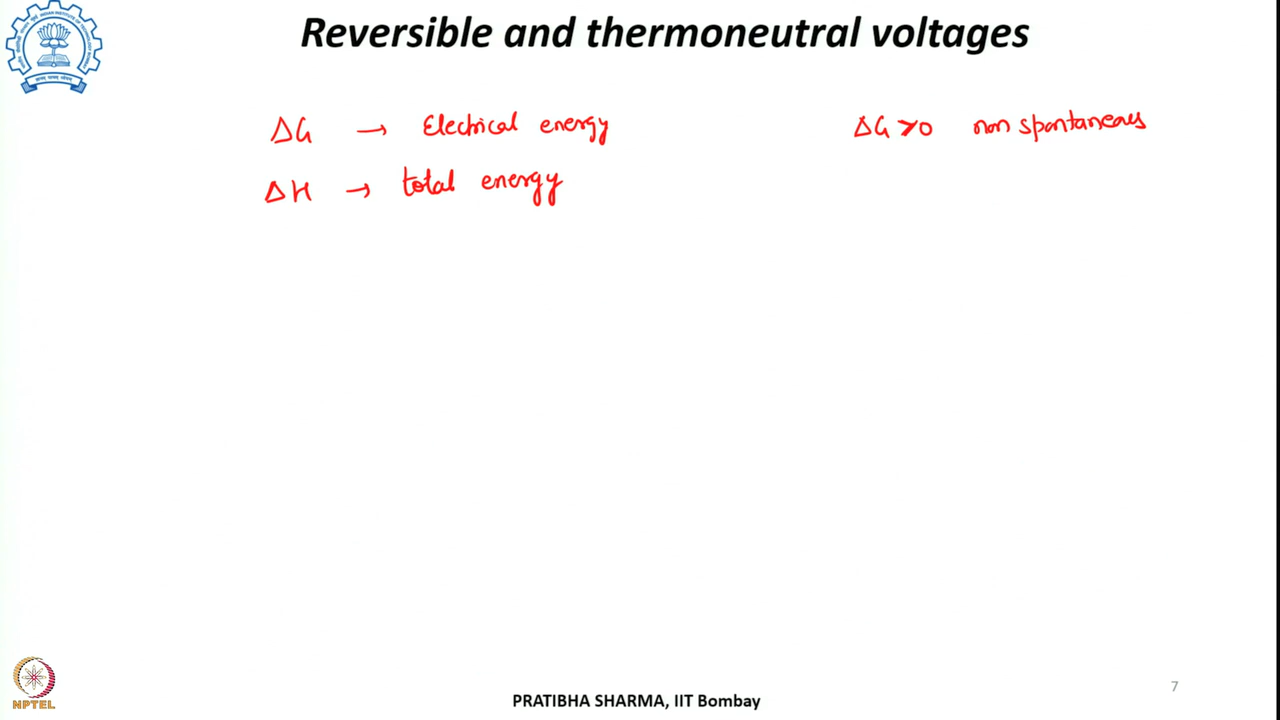 Reversible and thermoneutral voltages
ΔG → Electrical energy
ΔG > 0 non spontaneous
ΔH → total energy
NPTEL
PRATIBHA SHARMA, IIT Bombay
7